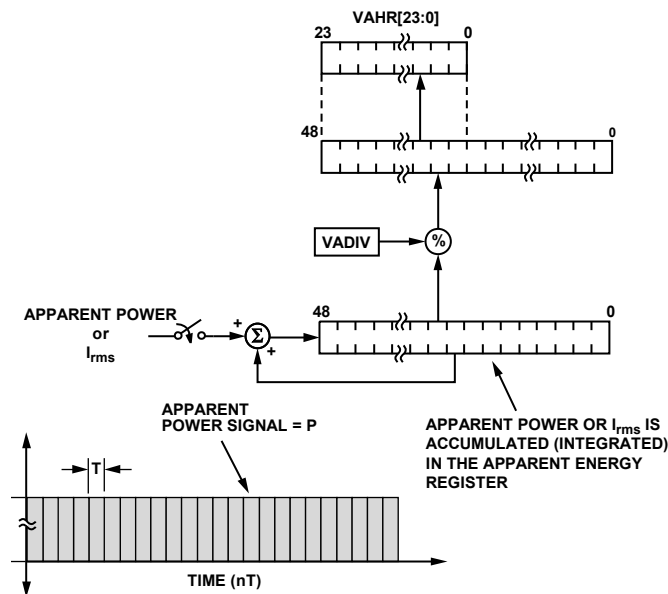 VAHR[23:0]
23 0
48 0
VADIV %
48 0
APPARENT POWER
or
Irms
+ Σ +
APPARENT
POWER SIGNAL = P
APPARENT POWER OR Irms IS
ACCUMULATED (INTEGRATED)
IN THE APPARENT ENERGY
REGISTER
T
TIME (nT)